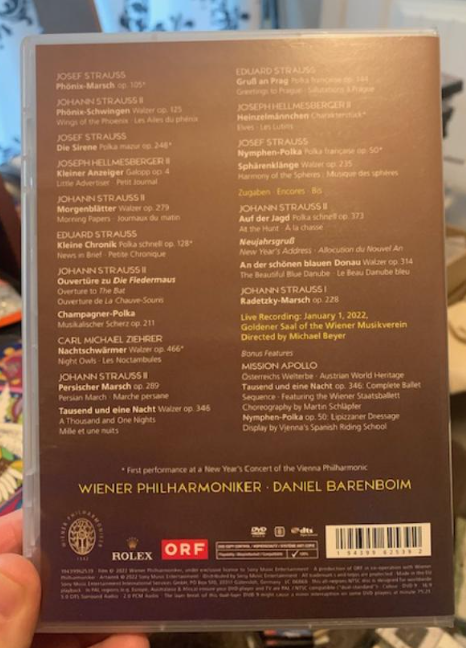 JOSEF STRAUSS
Phönix-Marsch op. 105*
JOHANN STRAUSS II
Phönix-Schwingen Walzer op. 125
Wings of the Phoenix · Les Ailes du phénix
JOSEF STRAUSS
Die Sirene Polka mazur op. 248*
JOSEPH HELLMESBERGER II
Kleiner Anzeiger Galopp op. 4
Little Advertiser · Petit Journal
JOHANN STRAUSS II
Morgenblätter Walzer op. 279
Morning Papers · Journaux du matin
EDUARD STRAUSS
Kleine Chronik Polka schnell op. 128*
News in Brief · Petite Chronique
JOHANN STRAUSS II
Ouvertüre zu Die Fledermaus
Overture to The Bat
Ouverture de La Chauve-Souris
Champagner-Polka
Musikalischer Scherz op. 211
CARL MICHAEL ZIEHRER
Nachtschwärmer Walzer op. 466*
Night Owls · Les Noctambules
JOHANN STRAUSS II
Persischer Marsch op. 289
Persian March · Marche persane
Tausend und eine Nacht Walzer op. 346
A Thousand and One Nights
Mille et une nuits
EDUARD STRAUSS
Gruß an Prag Polka française op. 144
Greetings to Prague · Salutations à Prague
JOSEPH HELLMESBERGER II
Heinzelmännchen Charakterstück*
Elves · Les Lutins
JOSEF STRAUSS
Nymphen-Polka Polka française op. 50*
Sphärenklänge Walzer op. 235
Harmony of the Spheres · Musique des sphères
Zugaben · Encores · Bis
JOHANN STRAUSS II
Auf der Jagd Polka schnell op. 373
At the Hunt · À la chasse
Neujahrsgruß
New Year's Address · Allocution du Nouvel An
An der schönen blauen Donau Walzer op. 314
The Beautiful Blue Danube · Le Beau Danube bleu
JOHANN STRAUSS I
Radetzky-Marsch op. 228
Live Recording: January 1, 2022,
Goldener Saal of the Wiener Musikverein
Directed by Michael Beyer
Bonus Features
MISSION APOLLO
Österreichs Welterbe · Austrian World Heritage
Tausend und eine Nacht op. 346: Complete Ballet
Sequence · Featuring the Wiener Staatsballett
Choreography by Martin Schläpfer
Nymphen-Polka op. 50: Lipizzaner Dressage
Display by Vienna's Spanish Riding School
* First performance at a New Year's Concert of the Vienna Philharmonic
WIENER PHILHARMONIKER · DANIEL BARENBOIM
ROLEX
ORF
DVD
dts